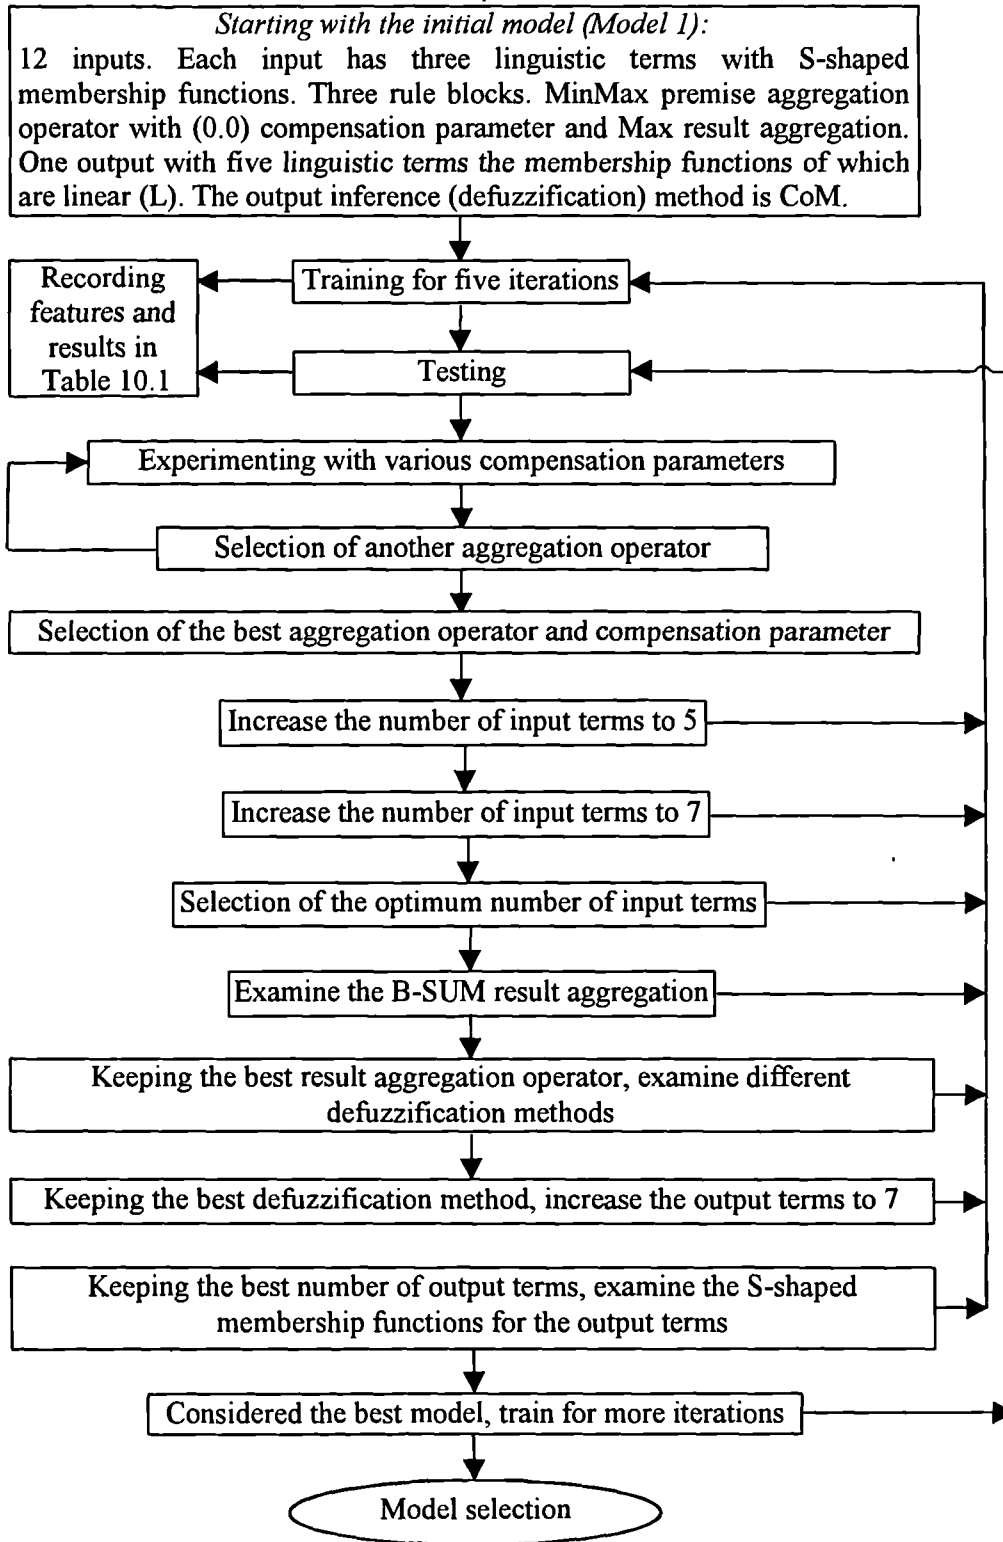 Starting with the initial model (Model 1):
12 inputs. Each input has three linguistic terms with S-shaped
membership functions. Three rule blocks. MinMax premise aggregation
operator with (0.0) compensation parameter and Max result aggregation.
One output with five linguistic terms the membership functions of which
are linear (L). The output inference (defuzzification) method is CoM.
Recording
features and
results in
Table 10.1
Training for five iterations
Testing
Experimenting with various compensation parameters
Selection of another aggregation operator
Selection of the best aggregation operator and compensation parameter
Increase the number of input terms to 5
Increase the number of input terms to 7
Selection of the optimum number of input terms
Examine the B-SUM result aggregation
Keeping the best result aggregation operator, examine different
defuzzification methods
Keeping the best defuzzification method, increase the output terms to 7
Keeping the best number of output terms, examine the S-shaped
membership functions for the output terms
Considered the best model, train for more iterations
Model selection